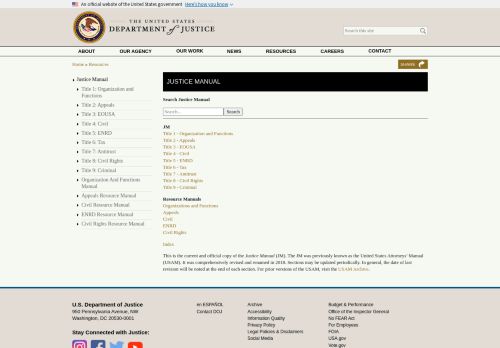 An official website of the United States government Here's how you know
THE UNITED STATES
DEPARTMENT of JUSTICE
Search this site
ABOUT OUR AGENCY OUR WORK NEWS RESOURCES CAREERS CONTACT
Home » Resources
SHARE
Justice Manual
Title 1: Organization and Functions
Title 2: Appeals
Title 3: EOUSA
Title 4: Civil
Title 5: ENRD
Title 6: Tax
Title 7: Antitrust
Title 8: Civil Rights
Title 9: Criminal
Organization And Functions Manual
Appeals Resource Manual
Civil Resource Manual
ENRD Resource Manual
Civil Rights Resource Manual
JUSTICE MANUAL
Search Justice Manual
Search... Search
JM
Title 1 - Organization and Functions
Title 2 - Appeals
Title 3 - EOUSA
Title 4 - Civil
Title 5 - ENRD
Title 6 - Tax
Title 7 - Antitrust
Title 8 - Civil Rights
Title 9 - Criminal
Resource Manuals
Organizations and Functions
Appeals
Civil
ENRD
Civil Rights
Index
This is the current and official copy of the Justice Manual (JM). The JM was previously known as the United States Attorneys' Manual
(USAM). It was comprehensively revised and renamed in 2018. Sections may be updated periodically. In general, the date of last
revision will be noted at the end of each section. For prior versions of the USAM, visit the USAM Archive.
U.S. Department of Justice
950 Pennsylvania Avenue, NW
Washington, DC 20530-0001
Stay Connected with Justice:
en ESPAÑOL
Contact DOJ
Archive
Accessibility
Information Quality
Privacy Policy
Legal Policies & Disclaimers
Social Media
Budget & Performance
Office of the Inspector General
No FEAR Act
For Employees
FOIA
USA.gov
Vote.gov